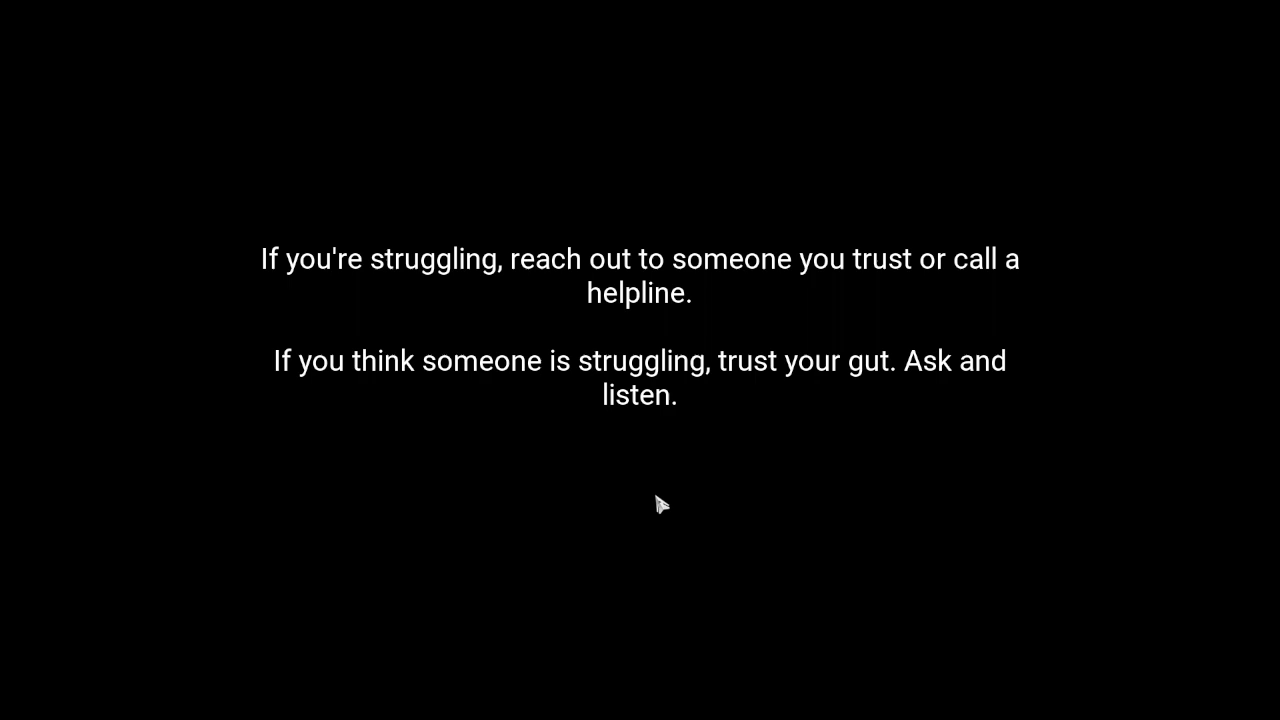 If you're struggling, reach out to someone you trust or call a
helpline.
If you think someone is struggling, trust your gut. Ask and
listen.